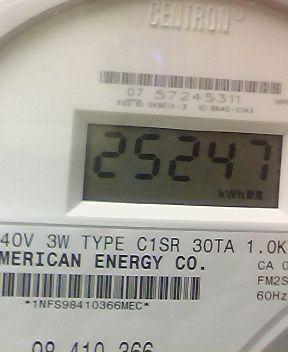 CENTRON
07 57245311
25247
kWh
40V 3W TYPE C1SR 30TA 1.0K
MERICAN ENERGY CO.
CA 0
FM2S
*1NFS98410366MEC*
60Hz
98 410 366